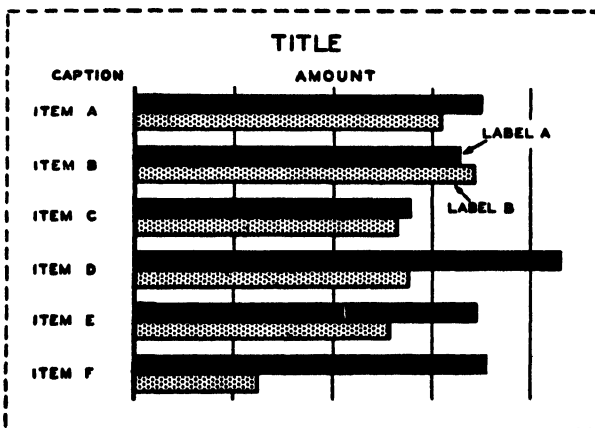 TITLE
CAPTION AMOUNT
ITEM A
LABEL A
ITEM B
LABEL B
ITEM C
ITEM D
ITEM E
ITEM F